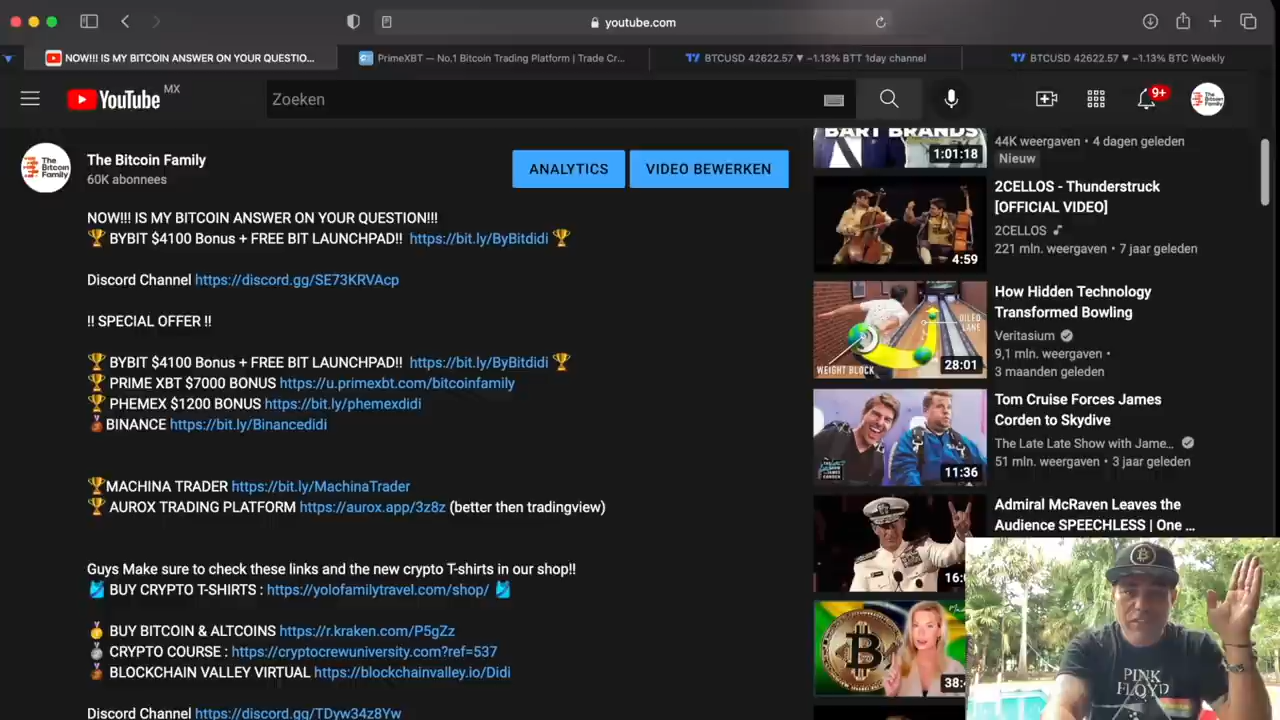 youtube.com
NOW!!! IS MY BITCOIN ANSWER ON YOUR QUESTIO...
PrimeXBT — No.1 Bitcoin Trading Platform | Trade Cr...
BTCUSD 42622.57 ▼ −1.13% BTT 1day channel
BTCUSD 42622.57 ▼ −1.13% BTC Weekly
YouTube MX
Zoeken
9+
The Bitcoin Family
The Bitcoin Family
60K abonnees
ANALYTICS
VIDEO BEWERKEN
NOW!!! IS MY BITCOIN ANSWER ON YOUR QUESTION!!!
🏆 BYBIT $4100 Bonus + FREE BIT LAUNCHPAD!! https://bit.ly/ByBitdidi 🏆
Discord Channel https://discord.gg/SE73KRVAcp
!! SPECIAL OFFER !!
🏆 BYBIT $4100 Bonus + FREE BIT LAUNCHPAD!! https://bit.ly/ByBitdidi 🏆
🏆 PRIME XBT $7000 BONUS https://u.primexbt.com/bitcoinfamily
🏆 PHEMEX $1200 BONUS https://bit.ly/phemexdidi
🥉BINANCE https://bit.ly/Binancedidi
🏆MACHINA TRADER https://bit.ly/MachinaTrader
🏆 AUROX TRADING PLATFORM https://aurox.app/3z8z (better then tradingview)
Guys Make sure to check these links and the new crypto T-shirts in our shop!!
🎽 BUY CRYPTO T-SHIRTS : https://yolofamilytravel.com/shop/ 🎽
🥇 BUY BITCOIN & ALTCOINS https://r.kraken.com/P5gZz
🥈 CRYPTO COURSE : https://cryptocrewuniversity.com?ref=537
🥉 BLOCKCHAIN VALLEY VIRTUAL https://blockchainvalley.io/Didi
Discord Channel https://discord.gg/TDyw34z8Yw
BART BRANDS
1:01:18
44K weergaven • 4 dagen geleden
Nieuw
4:59
2CELLOS - Thunderstruck
[OFFICIAL VIDEO]
2CELLOS
221 mln. weergaven • 7 jaar geleden
OILED
LANE
WEIGHT BLOCK
28:01
How Hidden Technology
Transformed Bowling
Veritasium
9,1 mln. weergaven •
3 maanden geleden
11:36
Tom Cruise Forces James
Corden to Skydive
The Late Late Show with Jame...
51 mln. weergaven • 3 jaar geleden
16:
Admiral McRaven Leaves the
Audience SPEECHLESS | One ...
38:
PINK
FLOYD